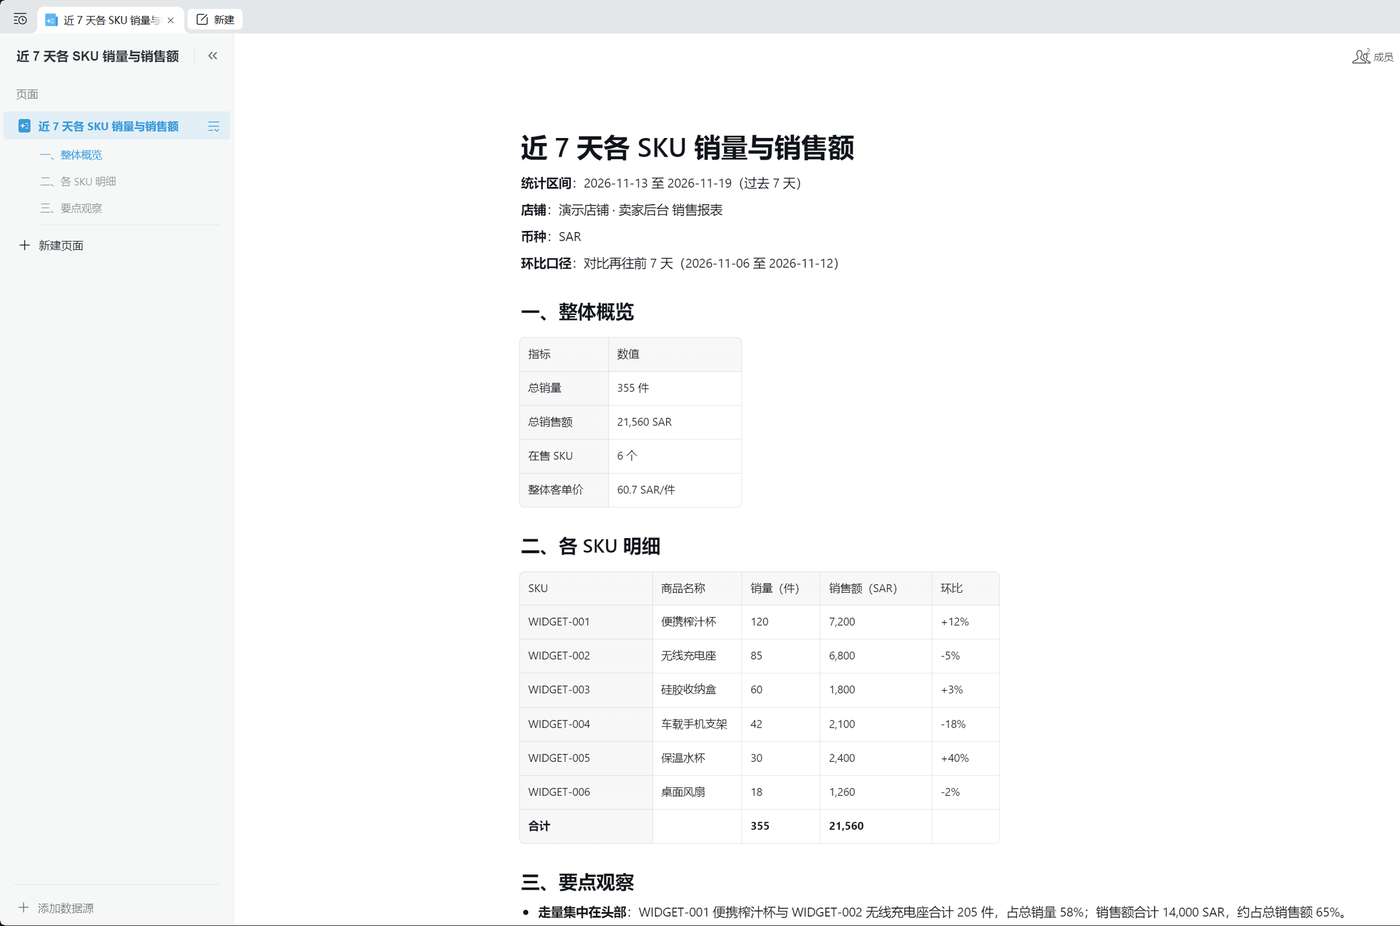 近 7 天各 SKU 销量与
新建
近 7 天各 SKU 销量与销售额
成员
页面
近 7 天各 SKU 销量与销售额
一、整体概览
二、各 SKU 明细
三、要点观察
新建页面
添加数据源
近 7 天各 SKU 销量与销售额
统计区间：2026-11-13 至 2026-11-19（过去 7 天）
店铺：演示店铺 · 卖家后台 销售报表
币种：SAR
环比口径：对比再往前 7 天（2026-11-06 至 2026-11-12）
一、整体概览
指标 数值
总销量 355 件
总销售额 21,560 SAR
在售 SKU 6 个
整体客单价 60.7 SAR/件
二、各 SKU 明细
SKU 商品名称 销量（件） 销售额（SAR） 环比
WIDGET-001 便携榨汁杯 120 7,200 +12%
WIDGET-002 无线充电座 85 6,800 -5%
WIDGET-003 硅胶收纳盒 60 1,800 +3%
WIDGET-004 车载手机支架 42 2,100 -18%
WIDGET-005 保温水杯 30 2,400 +40%
WIDGET-006 桌面风扇 18 1,260 -2%
合计 355 21,560
三、要点观察
• 走量集中在头部：WIDGET-001 便携榨汁杯与 WIDGET-002 无线充电座合计 205 件，占总销量 58%；销售额合计 14,000 SAR，约占总销售额 65%。